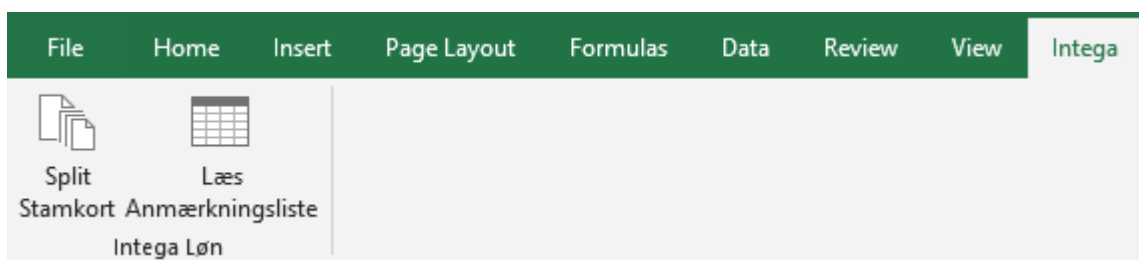 File Home Insert Page Layout Formulas Data Review View Intega
Split Læs
Stamkort Anmærkningsliste
Intega Løn